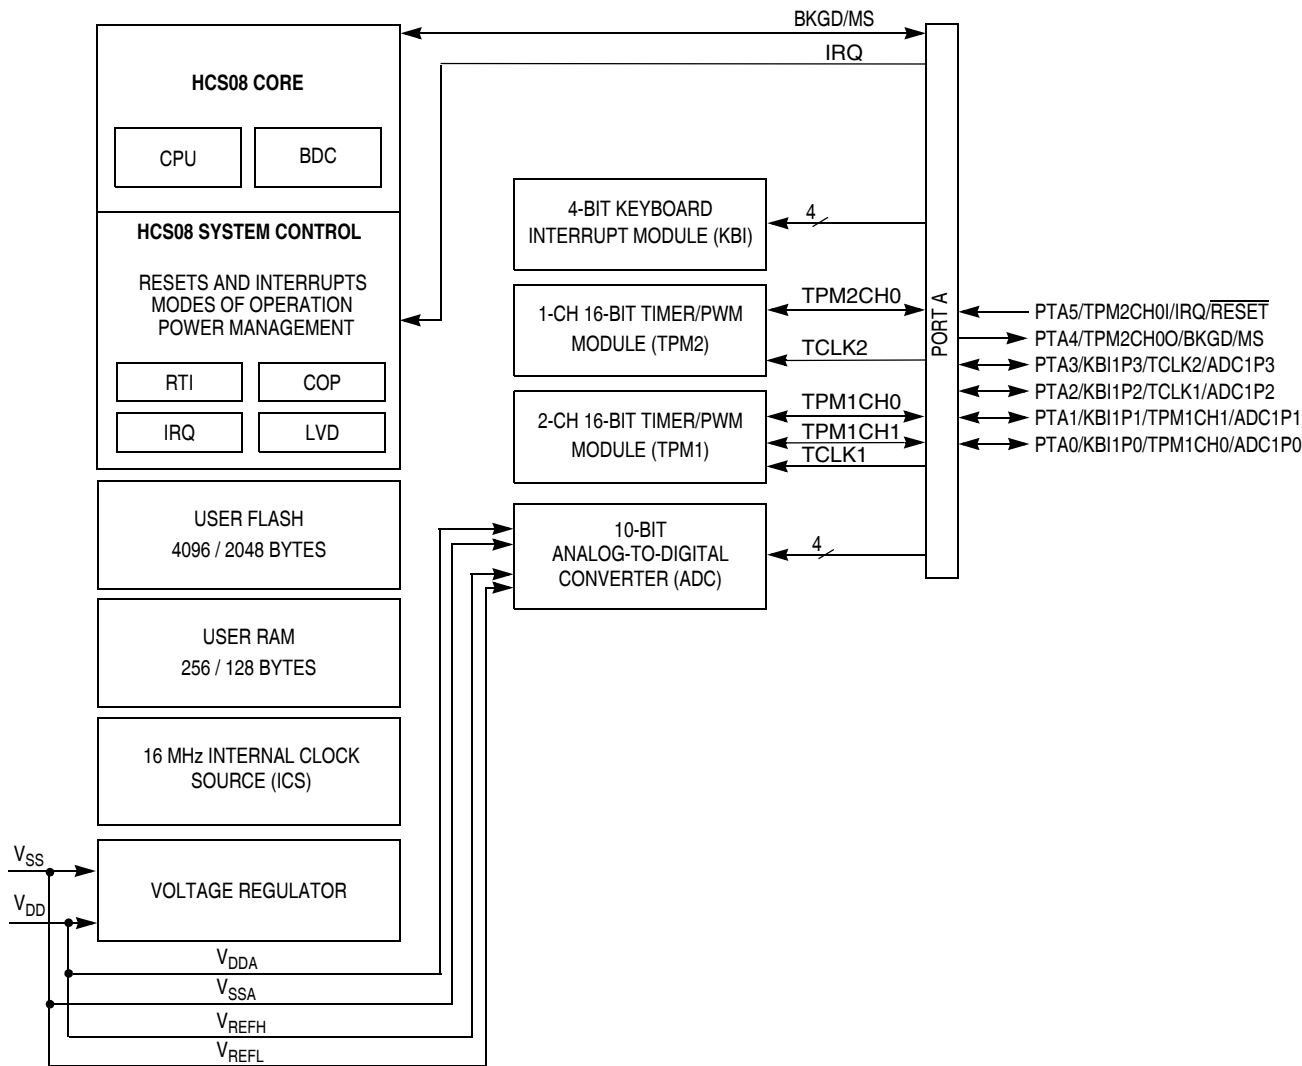 BKGD/MS
IRQ
HCS08 CORE
CPU
BDC
HCS08 SYSTEM CONTROL
RESETS AND INTERRUPTS
MODES OF OPERATION
POWER MANAGEMENT
RTI
COP
IRQ
LVD
USER FLASH
4096 / 2048 BYTES
USER RAM
256 / 128 BYTES
16 MHz INTERNAL CLOCK
SOURCE (ICS)
VOLTAGE REGULATOR
VSS
VDD
VDDA
VSSA
VREFH
VREFL
4-BIT KEYBOARD
INTERRUPT MODULE (KBI)
4
1-CH 16-BIT TIMER/PWM
MODULE (TPM2)
TPM2CH0
TCLK2
2-CH 16-BIT TIMER/PWM
MODULE (TPM1)
TPM1CH0
TPM1CH1
TCLK1
10-BIT
ANALOG-TO-DIGITAL
CONVERTER (ADC)
4
PORT A
PTA5/TPM2CH0I/IRQ/RESET
PTA4/TPM2CH0O/BKGD/MS
PTA3/KBI1P3/TCLK2/ADC1P3
PTA2/KBI1P2/TCLK1/ADC1P2
PTA1/KBI1P1/TPM1CH1/ADC1P1
PTA0/KBI1P0/TPM1CH0/ADC1P0